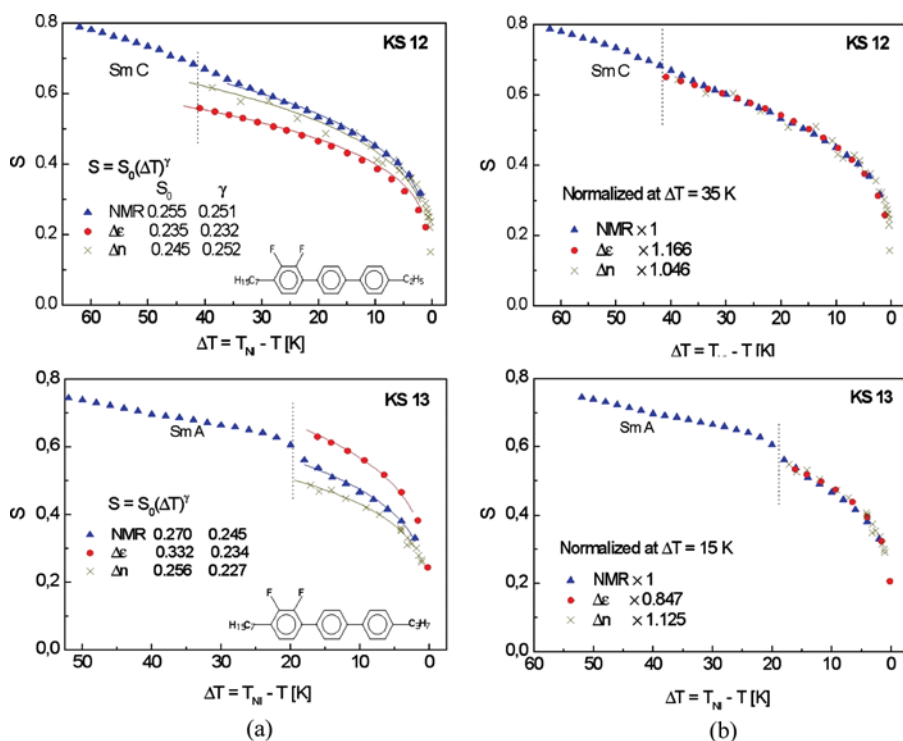 KS 12
Sm C
S = S₀(ΔT)^γ
S₀ γ
NMR 0.255 0.251
Δε 0.235 0.232
Δn 0.245 0.252
F F
H₁₅C₇ C₂H₅
S
0.8
0.6
0.4
0.2
0.0
60 50 40 30 20 10 0
ΔT = T_NI - T [K]
KS 12
Sm C
Normalized at ΔT = 35 K
NMR × 1
Δε × 1.166
Δn × 1.046
S
0.8
0.6
0.4
0.2
0.0
60 50 40 30 20 10 0
ΔT = T - T [K]
KS 13
Sm A
S = S₀(ΔT)^γ
NMR 0.270 0.245
Δε 0.332 0.234
Δn 0.256 0.227
F F
H₁₅C₇ C₃H₇
S
0,8
0,6
0,4
0,2
0,0
50 40 30 20 10 0
ΔT = T_NI - T [K]
(a)
KS 13
Sm A
Normalized at ΔT = 15 K
NMR × 1
Δε × 0.847
Δn × 1.125
S
0,8
0,6
0,4
0,2
0,0
60 50 40 30 20 10 0
ΔT = T_NI - T [K]
(b)